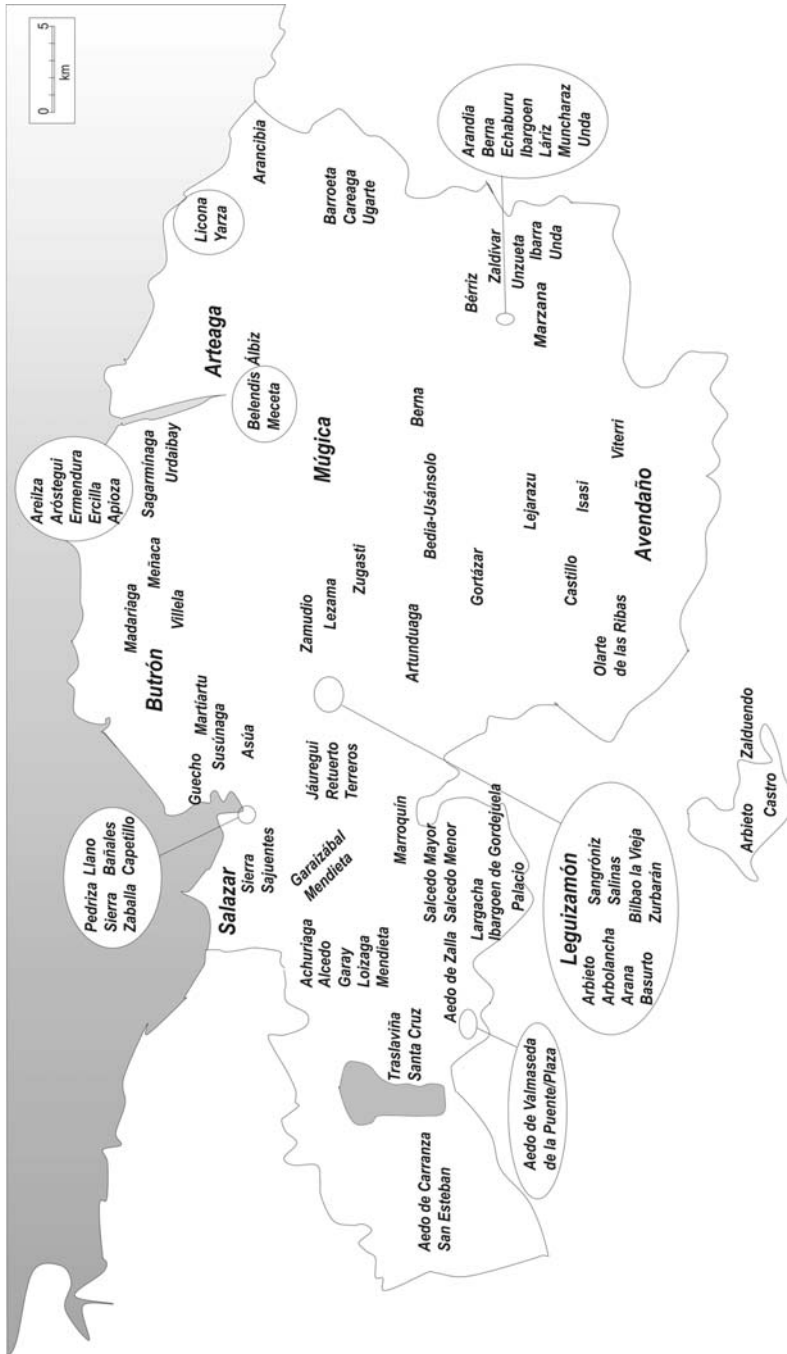 0 5
km
Pedriza Llano
Sierra Bañales
Zaballa Capetillo
Salazar
Sierra
Sajuentes
Guecho
Martiartu
Susúnaga
Asúa
Butrón
Madariaga
Meñaca
Villela
Areilza
Aróstegui
Ermendura
Ercilla
Apioza
Sagarmínaga
Urdaibay
Arteaga
Belendis Álbiz
Meceta
Licona
Yarza
Arancibia
Achuriaga
Alcedo
Garay
Loizaga
Mendieta
Garaizábal
Mendieta
Jáuregui
Retuerto
Terreros
Zamudio
Lezama
Zugasti
Múgica
Barroeta
Careaga
Ugarte
Traslaviña
Santa Cruz
Marroquín
Aedo de Carranza
San Esteban
Salcedo Mayor
Aedo de Zalla Salcedo Menor
Largacha
Ibargoen de Gordejuela
Palacio
Artunduaga
Bedia-Usánsolo
Berna
Gortázar
Lejarazu
Bérriz
Zaldívar
Unzueta
Ibarra
Unda
Marzana
Arandia
Berna
Echaburu
Ibargoen
Láriz
Muncharaz
Unda
Castillo
Isasi
Viterri
Olarte
de las Ribas
Avendaño
Aedo de Valmaseda
de la Puente/Plaza
Leguizamón
Arbieto Sangróniz
Arbolancha Salinas
Arana Bilbao la Vieja
Basurto Zurbarán
Arbieto Zalduendo
Castro